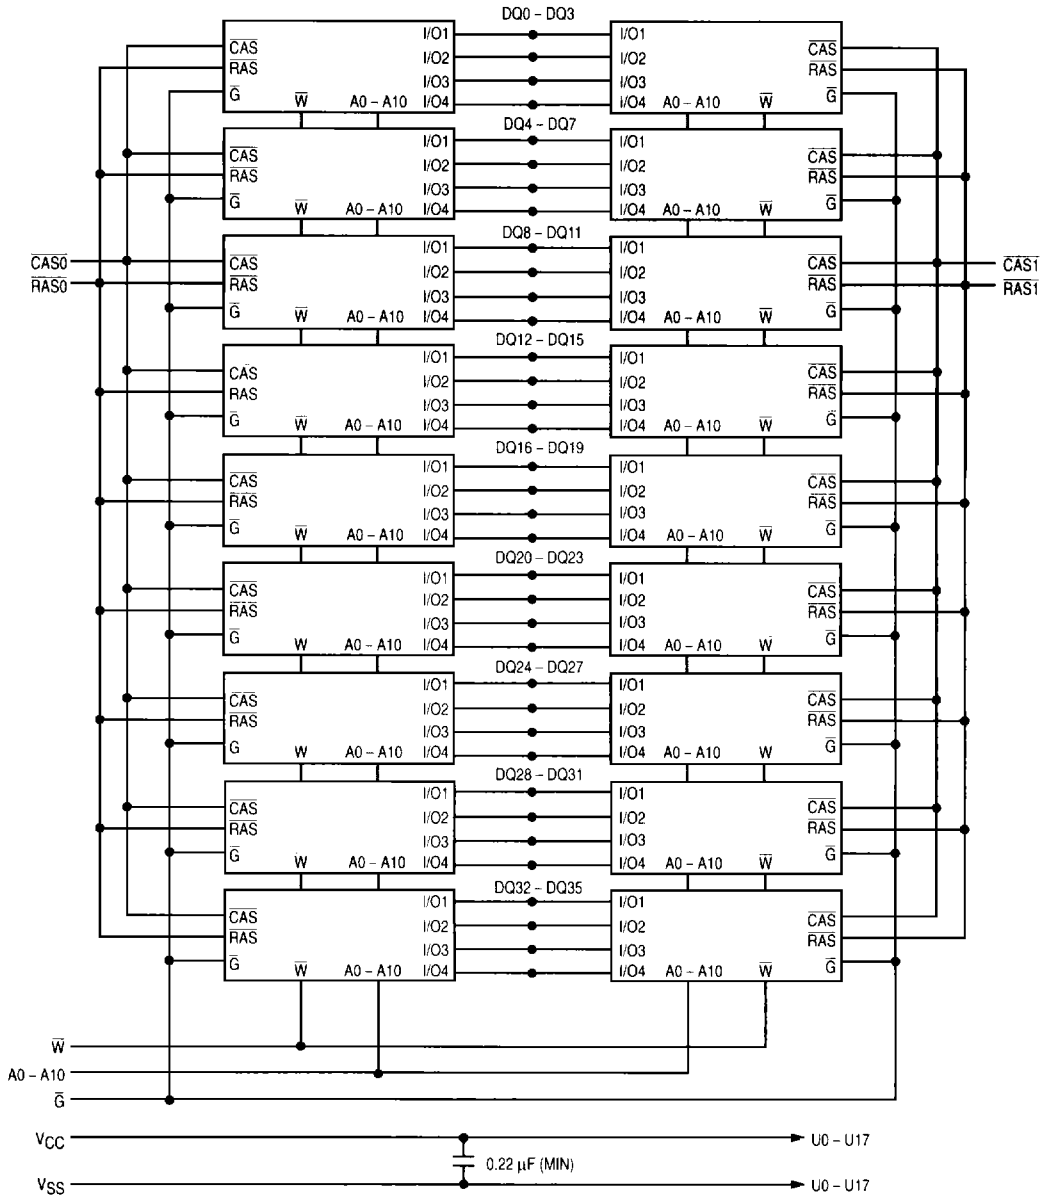 DQ0 – DQ3
I/O1 I/O1
CAS I/O2 I/O2 CAS
RAS I/O3 I/O3 RAS
G W A0 – A10 I/O4 I/O4 A0 – A10 W G
DQ4 – DQ7
I/O1 I/O1
CAS I/O2 I/O2 CAS
RAS I/O3 I/O3 RAS
G W A0 – A10 I/O4 I/O4 A0 – A10 W G
DQ8 – DQ11
I/O1 I/O1
CAS0 CAS I/O2 I/O2 CAS CAS1
RAS0 RAS I/O3 I/O3 RAS RAS1
G W A0 – A10 I/O4 I/O4 A0 – A10 W G
DQ12 – DQ15
I/O1 I/O1
CAS I/O2 I/O2 CAS
RAS I/O3 I/O3 RAS
G W A0 – A10 I/O4 I/O4 A0 – A10 W G
DQ16 – DQ19
I/O1 I/O1
CAS I/O2 I/O2 CAS
RAS I/O3 I/O3 RAS
G W A0 – A10 I/O4 I/O4 A0 – A10 W G
DQ20 – DQ23
I/O1 I/O1
CAS I/O2 I/O2 CAS
RAS I/O3 I/O3 RAS
G W A0 – A10 I/O4 I/O4 A0 – A10 W G
DQ24 – DQ27
I/O1 I/O1
CAS I/O2 I/O2 CAS
RAS I/O3 I/O3 RAS
G W A0 – A10 I/O4 I/O4 A0 – A10 W G
DQ28 – DQ31
I/O1 I/O1
CAS I/O2 I/O2 CAS
RAS I/O3 I/O3 RAS
G W A0 – A10 I/O4 I/O4 A0 – A10 W G
DQ32 – DQ35
I/O1 I/O1
CAS I/O2 I/O2 CAS
RAS I/O3 I/O3 RAS
G W A0 – A10 I/O4 I/O4 A0 – A10 W G
W
A0 – A10
G
VCC U0 – U17
0.22 µF (MIN)
VSS U0 – U17